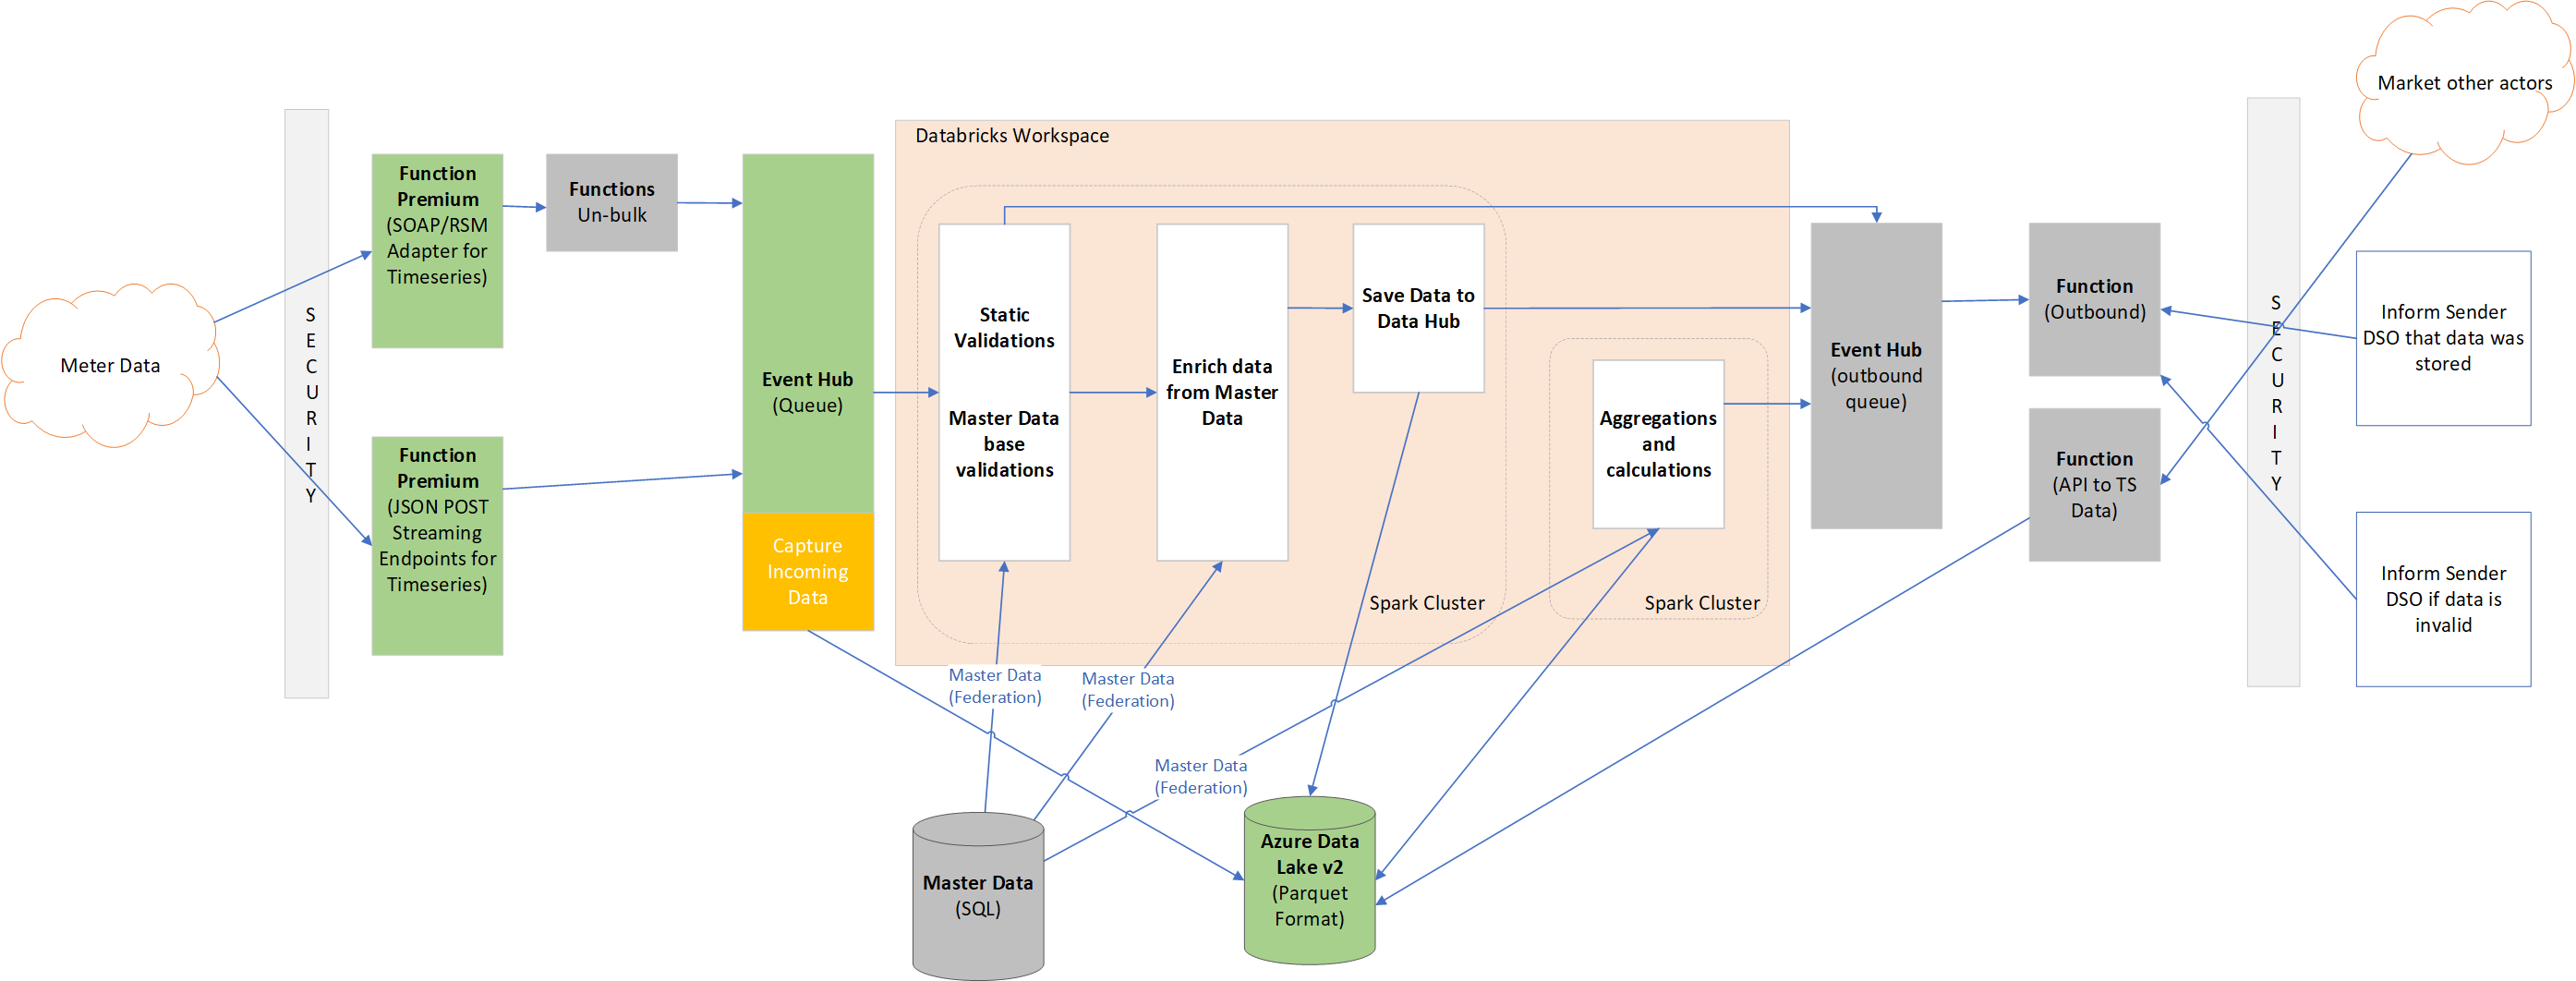 Market other actors
Databricks Workspace
Function
Premium
(SOAP/RSM
Adapter for
Timeseries)
Functions
Un-bulk
S
E
C
U
R
I
T
Y
Meter Data
Function
Premium
(JSON POST
Streaming
Endpoints for
Timeseries)
Event Hub
(Queue)
Capture
Incoming
Data
Static
Validations
Master Data
base
validations
Enrich data
from Master
Data
Save Data to
Data Hub
Spark Cluster
Aggregations
and
calculations
Spark Cluster
Event Hub
(outbound
queue)
Function
(Outbound)
Function
(API to TS
Data)
S
E
C
U
R
I
T
Y
Inform Sender
DSO that data was
stored
Inform Sender
DSO if data is
invalid
Master Data
(Federation)
Master Data
(Federation)
Master Data
(Federation)
Master Data
(SQL)
Azure Data
Lake v2
(Parquet
Format)